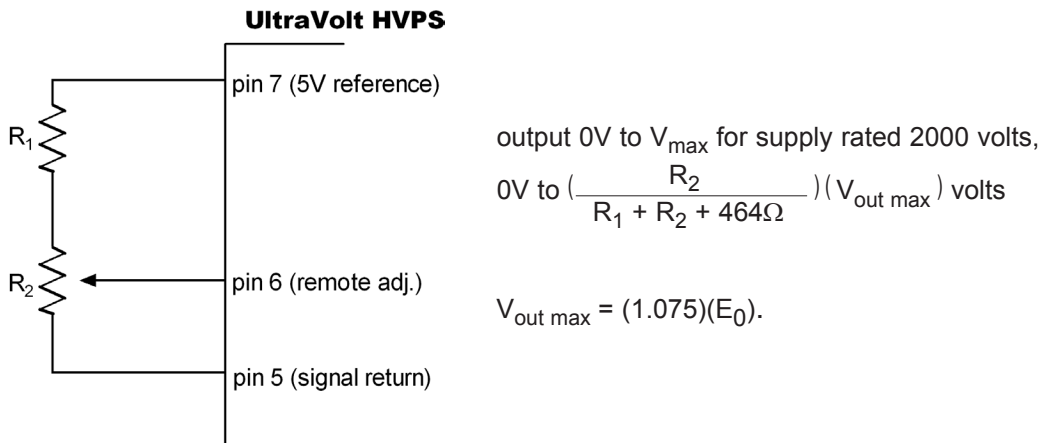 UltraVolt HVPS
pin 7 (5V reference)
R1
R2
pin 6 (remote adj.)
pin 5 (signal return)
output 0V to Vmax for supply rated 2000 volts,
0V to (R2 / R1 + R2 + 464Ω)(Vout max) volts
Vout max = (1.075)(E0).